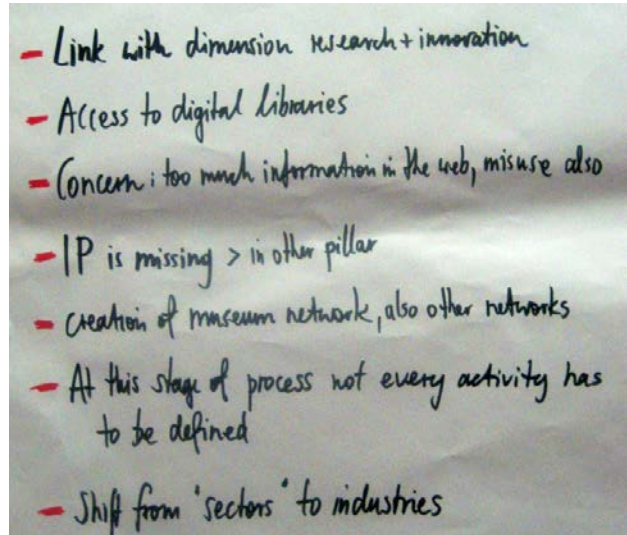 - Link with dimension research + innovation
- Access to digital libraries
- Concern: too much information in the web, misuse also
- IP is missing > in other pillar
- creation of museum network, also other networks
- At this stage of process not every activity has
to be defined
- Shift from "sectors" to industries